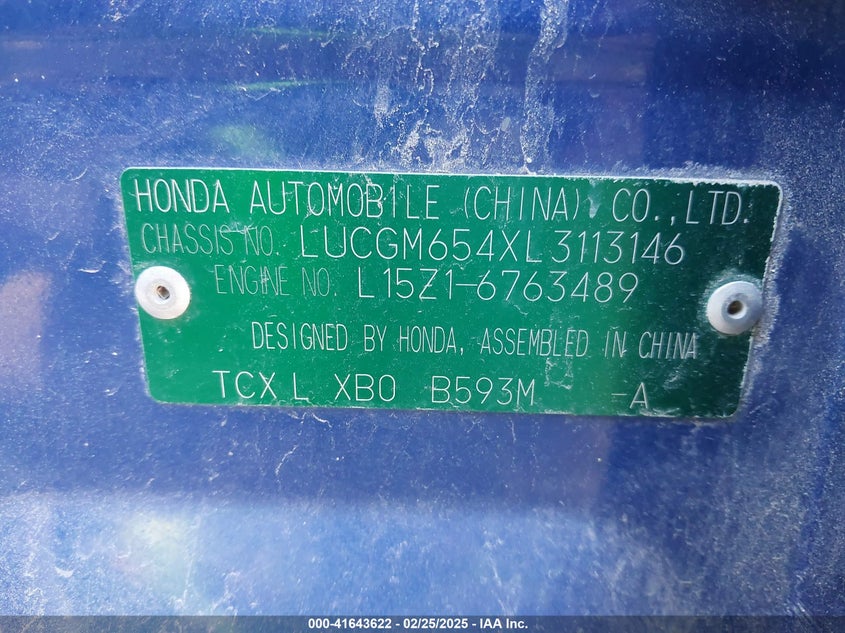 HONDA AUTOMOBILE (CHINA) CO.,LTD.
CHASSIS NO. LUCGM654XL3113146
ENGINE NO. L15Z1-6763489
DESIGNED BY HONDA, ASSEMBLED IN CHINA
TCX L XB0 B593M -A
000-41643622 - 02/25/2025 - IAA Inc.